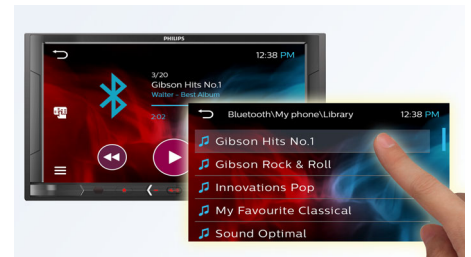 PHILIPS
12:38 PM
3/20
Gibson Hits No.1
Walter - Best Album
2:02
Bluetooth\My phone\Library
12:38 PM
Gibson Hits No.1
Gibson Rock & Roll
Innovations Pop
My Favourite Classical
Sound Optimal